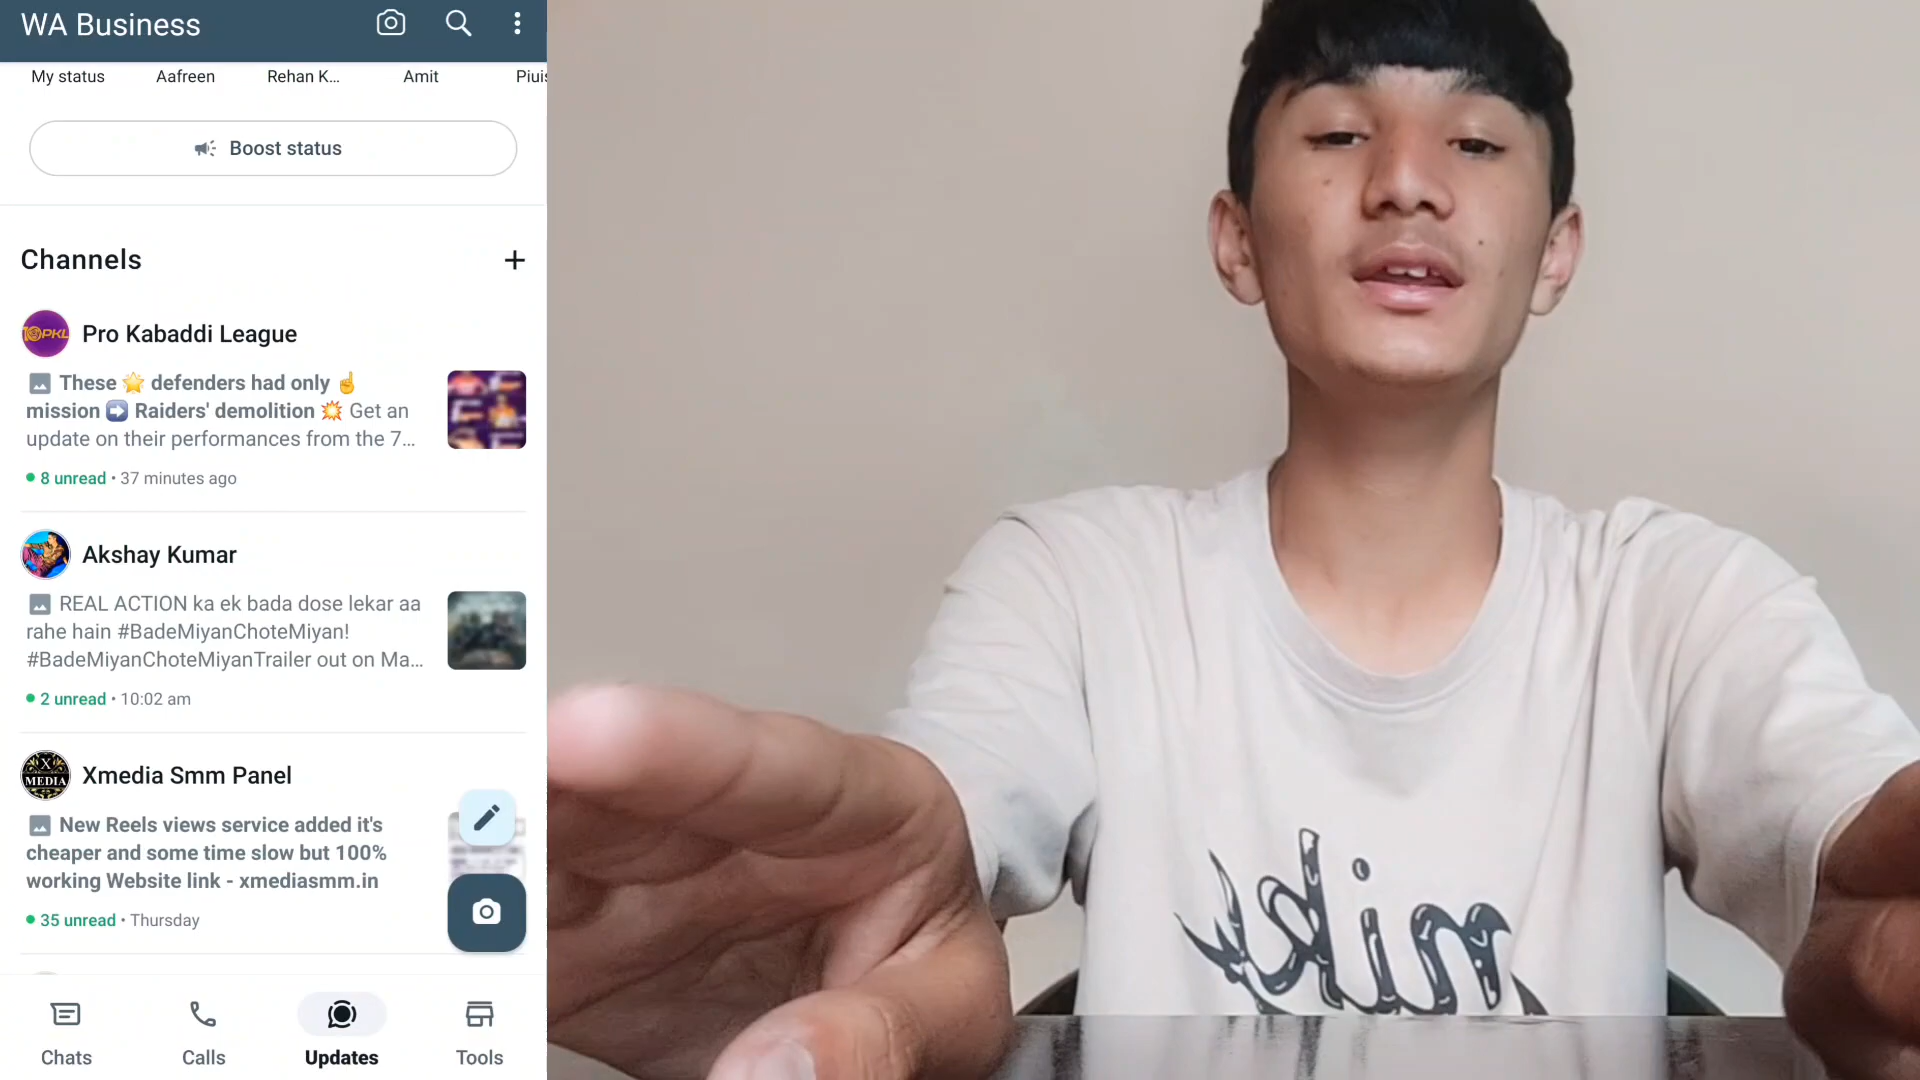 WA Business
My status
Aafreen
Rehan K...
Amit
Boost status
Channels
Pro Kabaddi League
These 🌟 defenders had only ☝️
mission ➡️ Raiders' demolition 💥 Get an
update on their performances from the 7...
8 unread • 37 minutes ago
Akshay Kumar
REAL ACTION ka ek bada dose lekar aa
rahe hain #BadeMiyanChoteMiyan!
#BadeMiyanChoteMiyanTrailer out on Ma...
2 unread • 10:02 am
X
MEDIA
Xmedia Smm Panel
New Reels views service added it's
cheaper and some time slow but 100%
working Website link - xmediasmm.in
35 unread • Thursday
Chats
Calls
Updates
Tools